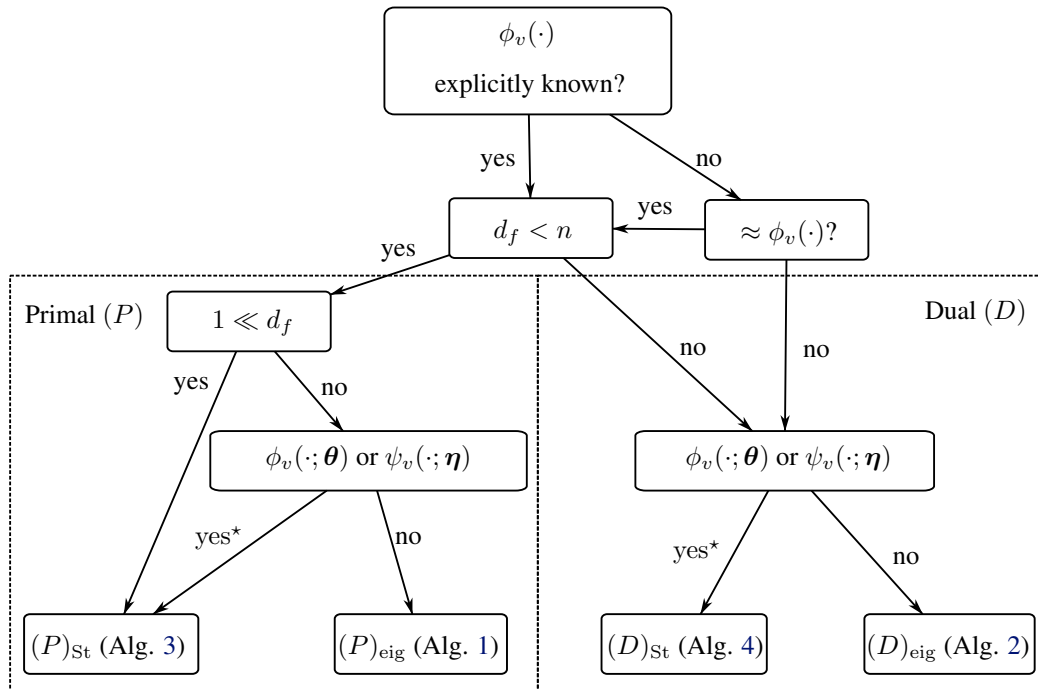 ϕ_v(·)
explicitly known?
yes
no
d_f < n
yes
≈ ϕ_v(·)?
yes
Primal (P)
1 ≪ d_f
Dual (D)
no
no
yes
no
ϕ_v(·; θ) or ψ_v(·; η)
ϕ_v(·; θ) or ψ_v(·; η)
yes⋆
no
yes⋆
no
(P)_St (Alg. 3)
(P)_eig (Alg. 1)
(D)_St (Alg. 4)
(D)_eig (Alg. 2)